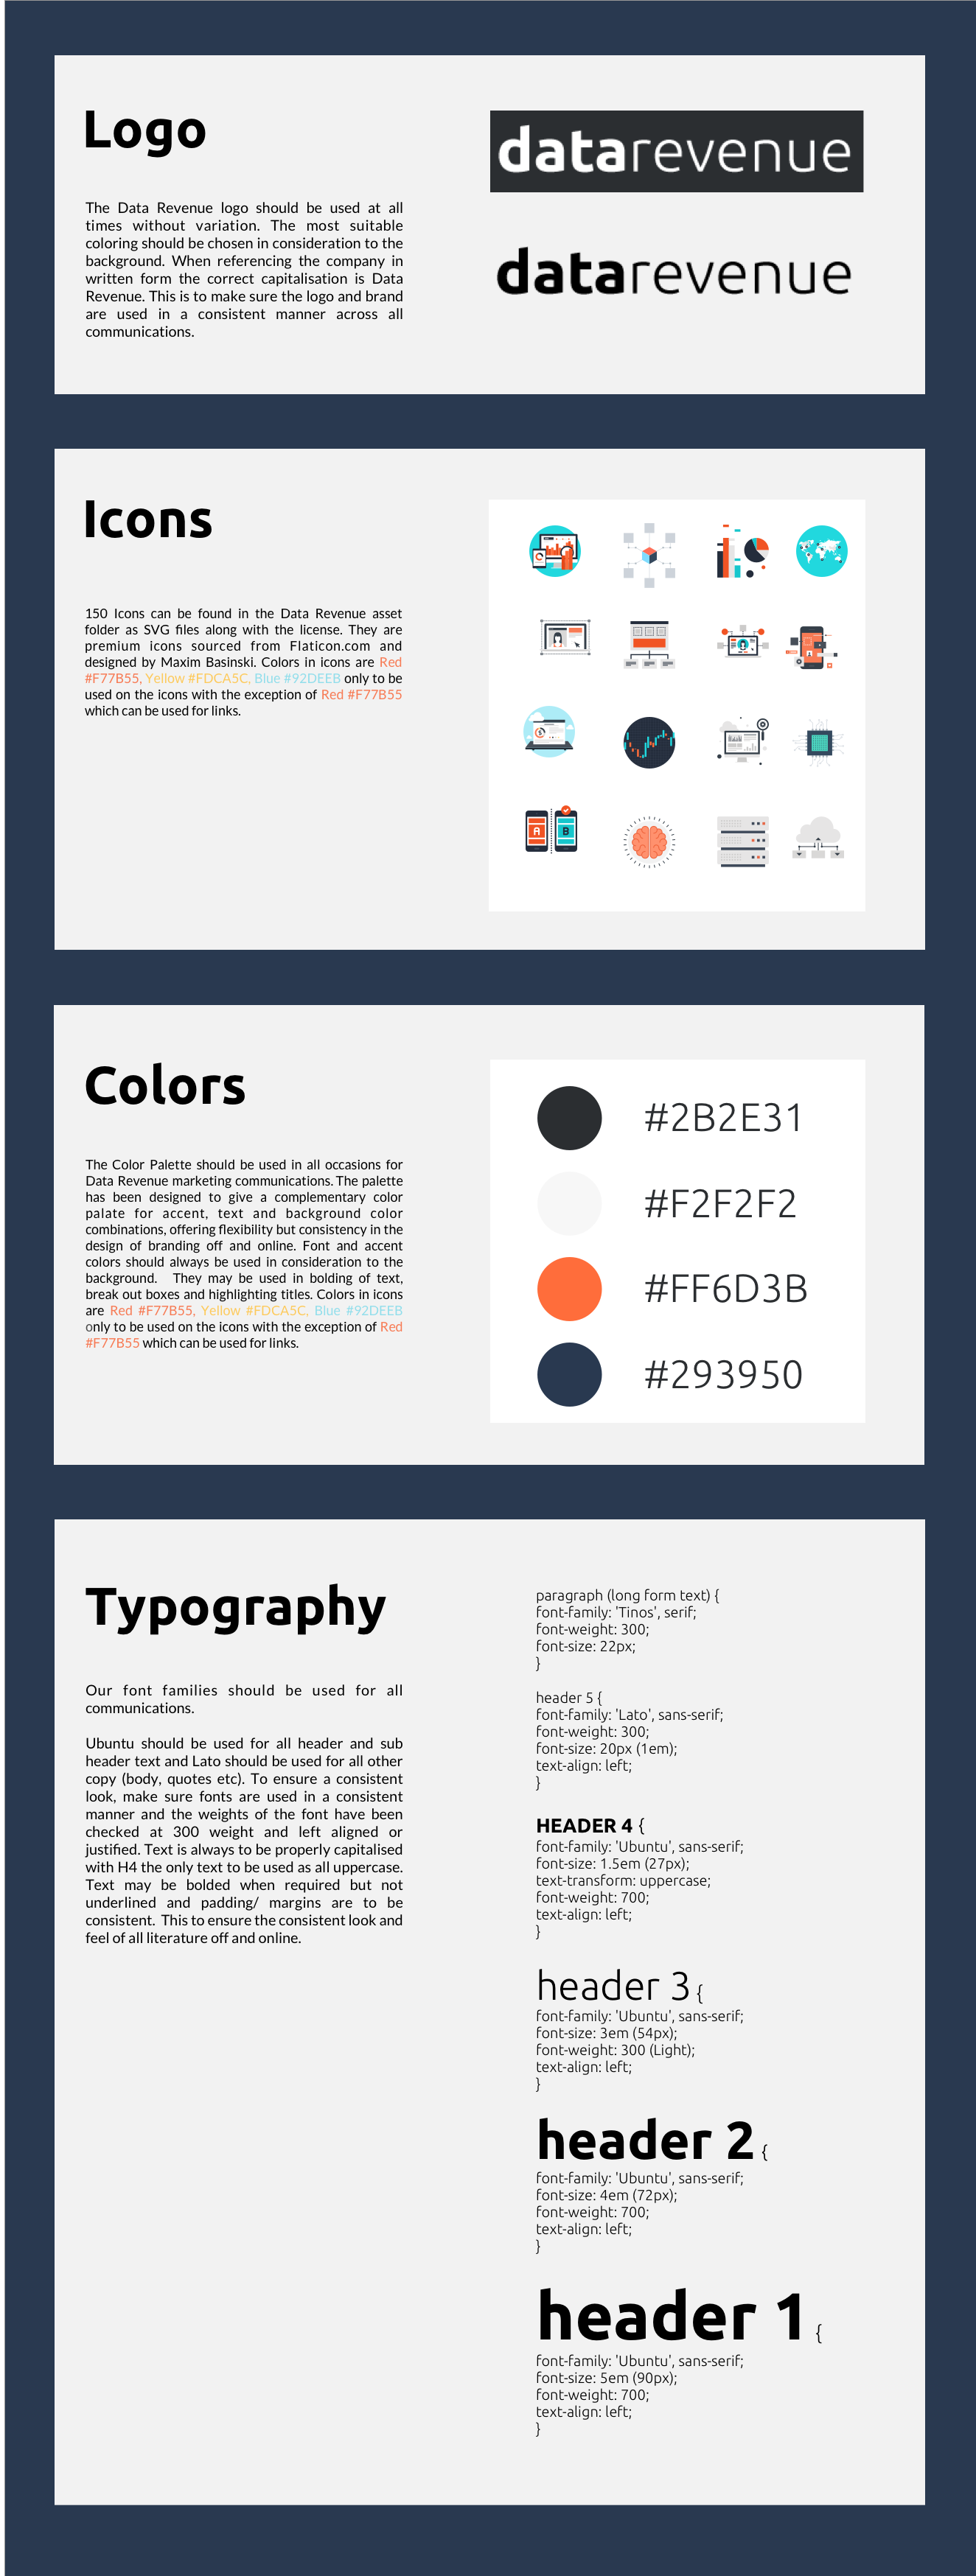 Logo
The Data Revenue logo should be used at all
times without variation. The most suitable
coloring should be chosen in consideration to the
background. When referencing the company in
written form the correct capitalisation is Data
Revenue. This is to make sure the logo and brand
are used in a consistent manner across all
communications.
datarevenue
datarevenue
Icons
150 Icons can be found in the Data Revenue asset
folder as SVG files along with the license. They are
premium icons sourced from Flaticon.com and
designed by Maxim Basinski. Colors in icons are Red
#F77B55, Yellow #FDCA5C, Blue #92DEEB only to be
used on the icons with the exception of Red #F77B55
which can be used for links.
A B
Colors
The Color Palette should be used in all occasions for
Data Revenue marketing communications. The palette
has been designed to give a complementary color
palate for accent, text and background color
combinations, offering flexibility but consistency in the
design of branding off and online. Font and accent
colors should always be used in consideration to the
background. They may be used in bolding of text,
break out boxes and highlighting titles. Colors in icons
are Red #F77B55, Yellow #FDCA5C, Blue #92DEEB
only to be used on the icons with the exception of Red
#F77B55 which can be used for links.
#2B2E31
#F2F2F2
#FF6D3B
#293950
Typography
Our font families should be used for all
communications.
Ubuntu should be used for all header and sub
header text and Lato should be used for all other
copy (body, quotes etc). To ensure a consistent
look, make sure fonts are used in a consistent
manner and the weights of the font have been
checked at 300 weight and left aligned or
justified. Text is always to be properly capitalised
with H4 the only text to be used as all uppercase.
Text may be bolded when required but not
underlined and padding/ margins are to be
consistent. This to ensure the consistent look and
feel of all literature off and online.
paragraph (long form text) {
font-family: 'Tinos', serif;
font-weight: 300;
font-size: 22px;
}
header 5 {
font-family: 'Lato', sans-serif;
font-weight: 300;
font-size: 20px (1em);
text-align: left;
}
HEADER 4 {
font-family: 'Ubuntu', sans-serif;
font-size: 1.5em (27px);
text-transform: uppercase;
font-weight: 700;
text-align: left;
}
header 3 {
font-family: 'Ubuntu', sans-serif;
font-size: 3em (54px);
font-weight: 300 (Light);
text-align: left;
}
header 2 {
font-family: 'Ubuntu', sans-serif;
font-size: 4em (72px);
font-weight: 700;
text-align: left;
}
header 1 {
font-family: 'Ubuntu', sans-serif;
font-size: 5em (90px);
font-weight: 700;
text-align: left;
}